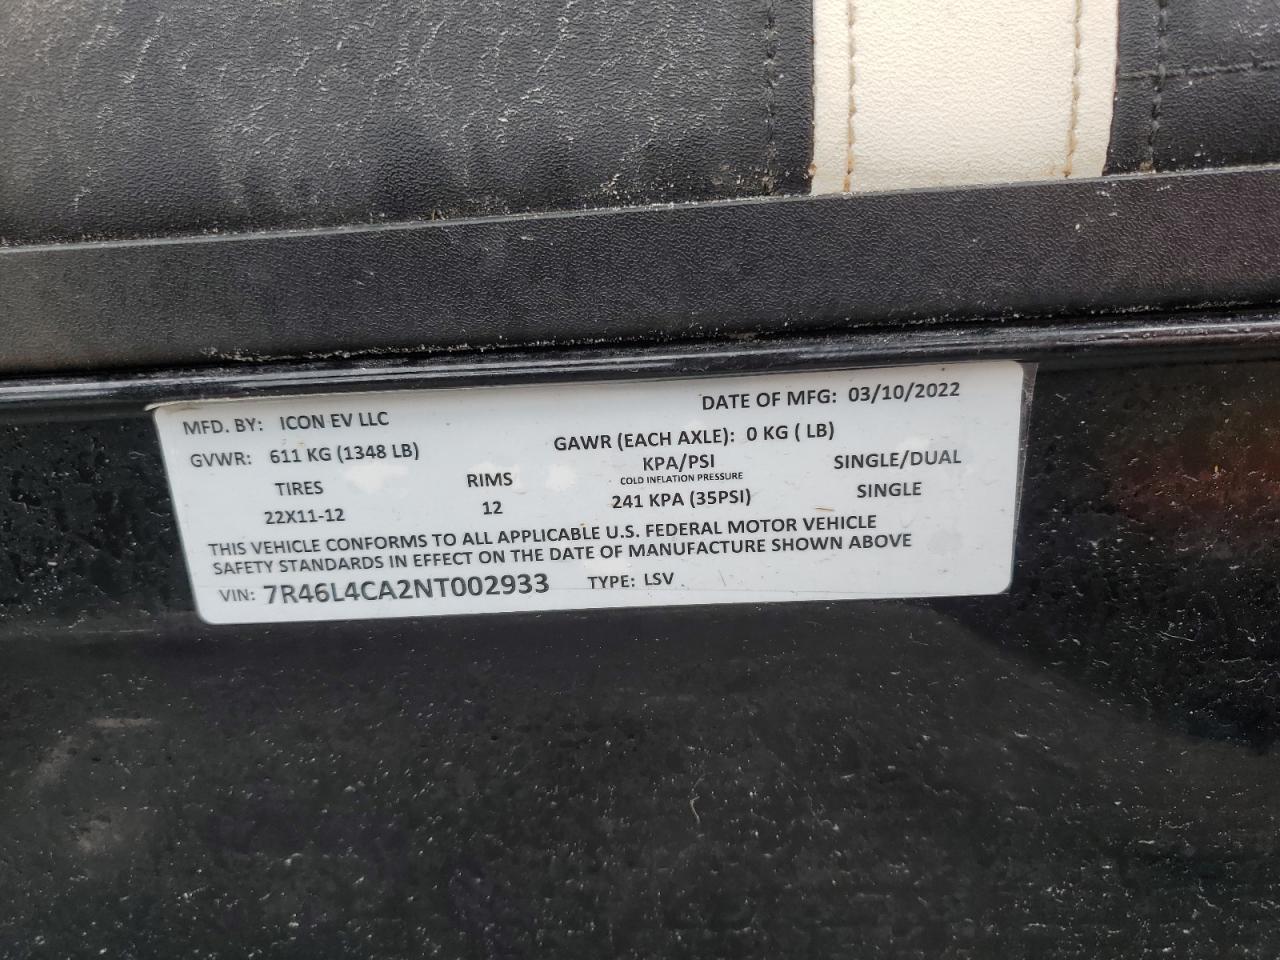 MFD. BY: ICON EV LLC DATE OF MFG: 03/10/2022
GVWR: 611 KG (1348 LB) GAWR (EACH AXLE): 0 KG ( LB)
TIRES RIMS KPA/PSI SINGLE/DUAL
COLD INFLATION PRESSURE
22X11-12 12 241 KPA (35PSI) SINGLE
THIS VEHICLE CONFORMS TO ALL APPLICABLE U.S. FEDERAL MOTOR VEHICLE
SAFETY STANDARDS IN EFFECT ON THE DATE OF MANUFACTURE SHOWN ABOVE
VIN: 7R46L4CA2NT002933 TYPE: LSV